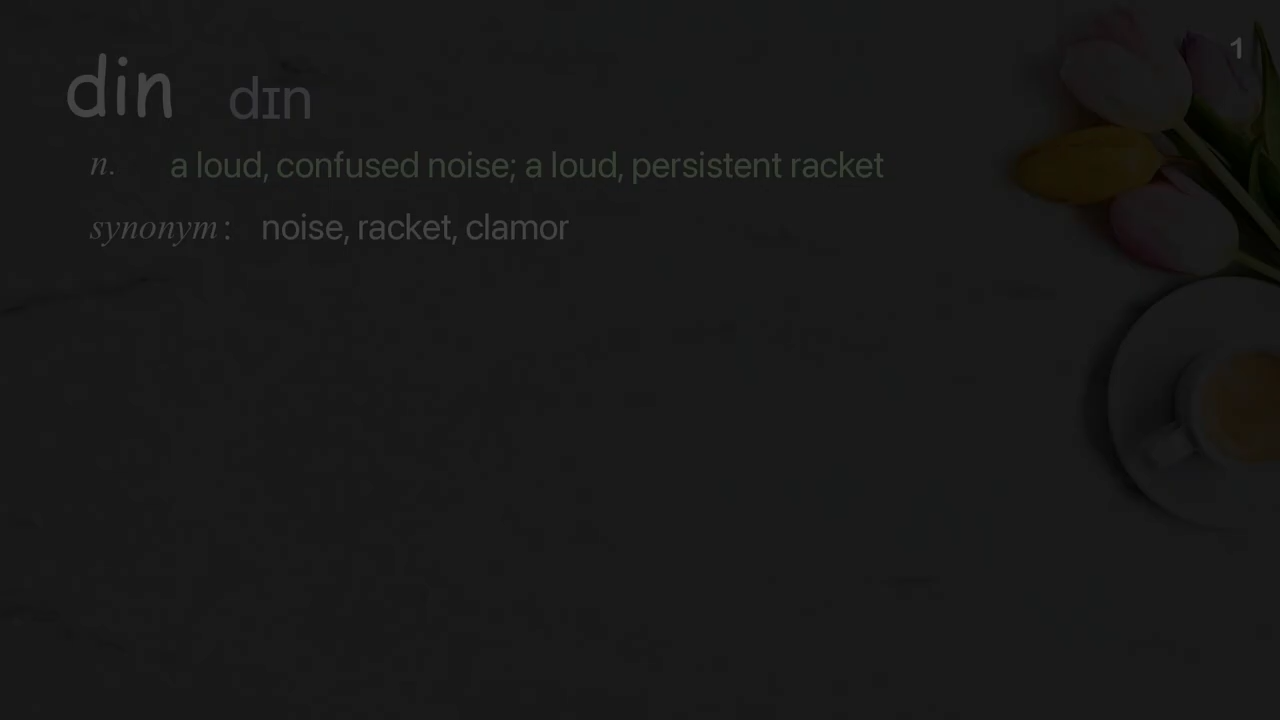 din dɪn
1
n. a loud, confused noise; a loud, persistent racket
synonym: noise, racket, clamor